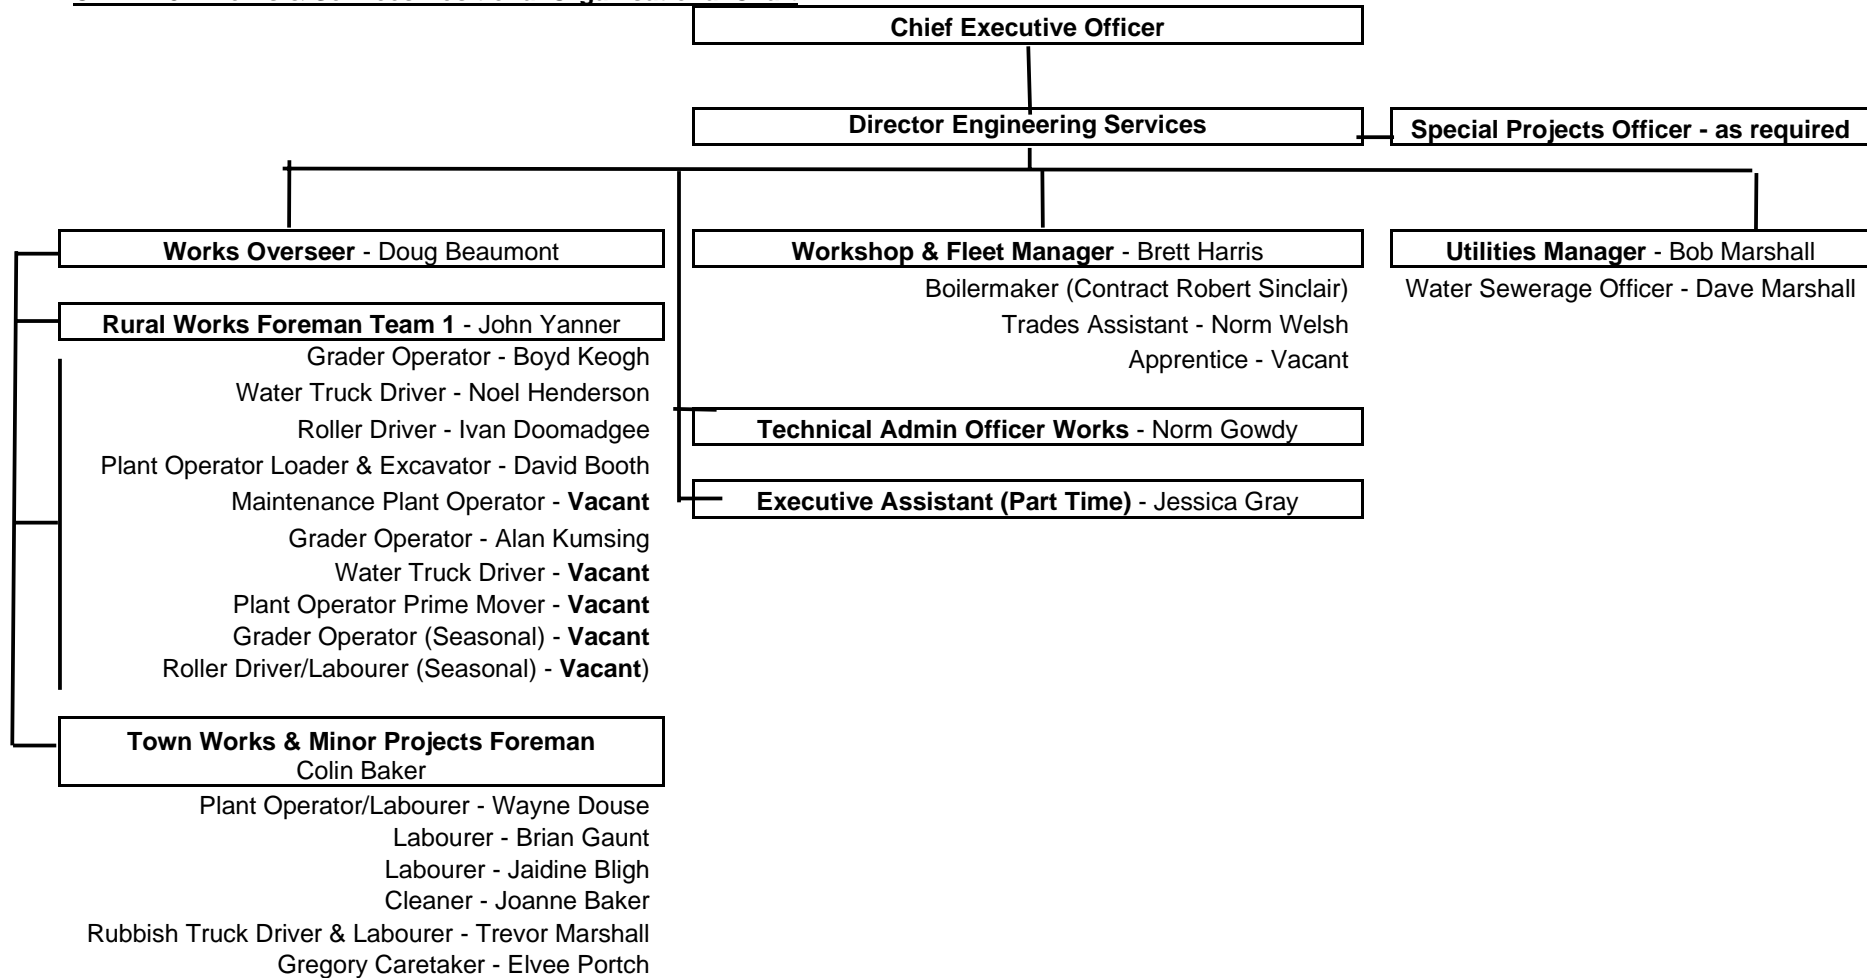 Chief Executive Officer
Director Engineering Services
Special Projects Officer - as required
Works Overseer - Doug Beaumont
Rural Works Foreman Team 1 - John Yanner
Grader Operator - Boyd Keogh
Water Truck Driver - Noel Henderson
Roller Driver - Ivan Doomadgee
Plant Operator Loader & Excavator - David Booth
Maintenance Plant Operator - Vacant
Grader Operator - Alan Kumsing
Water Truck Driver - Vacant
Plant Operator Prime Mover - Vacant
Grader Operator (Seasonal) - Vacant
Roller Driver/Labourer (Seasonal) - Vacant)
Town Works & Minor Projects Foreman
Colin Baker
Plant Operator/Labourer - Wayne Douse
Labourer - Brian Gaunt
Labourer - Jaidine Bligh
Cleaner - Joanne Baker
Rubbish Truck Driver & Labourer - Trevor Marshall
Gregory Caretaker - Elvee Portch
Workshop & Fleet Manager - Brett Harris
Boilermaker (Contract Robert Sinclair)
Trades Assistant - Norm Welsh
Apprentice - Vacant
Technical Admin Officer Works - Norm Gowdy
Executive Assistant (Part Time) - Jessica Gray
Utilities Manager - Bob Marshall
Water Sewerage Officer - Dave Marshall